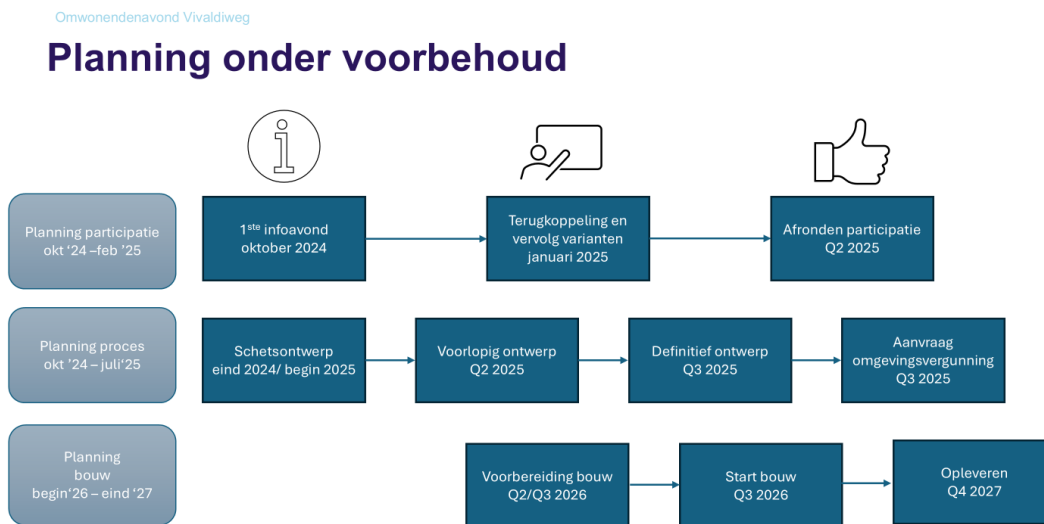 Omwonendenavond Vivaldiweg
Planning onder voorbehoud
Planning participatie
okt ‘24 –feb ’25
1ste infoavond
oktober 2024
Terugkoppeling en
vervolg varianten
januari 2025
Afronden participatie
Q2 2025
Planning proces
okt ’24 – juli‘25
Schetsontwerp
eind 2024/ begin 2025
Voorlopig ontwerp
Q2 2025
Definitief ontwerp
Q3 2025
Aanvraag
omgevingsvergunning
Q3 2025
Planning
bouw
begin‘26 – eind ‘27
Voorbereiding bouw
Q2/Q3 2026
Start bouw
Q3 2026
Opleveren
Q4 2027